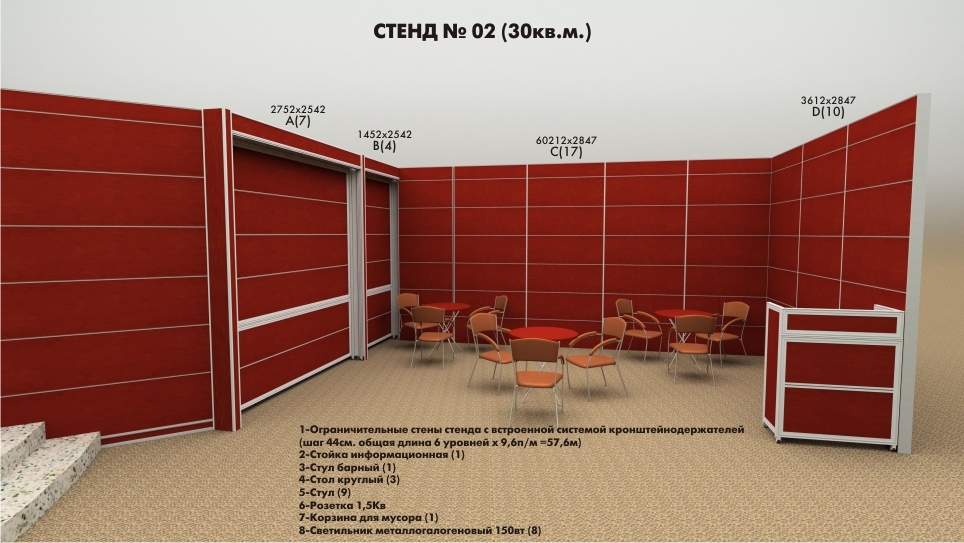 СТЕНД № 02 (30кв.м.)
2752x2542
A(7)
1452x2542
B(4)
60212x2847
C(17)
3612x2847
D(10)
1-Ограничительные стены стенда с встроенной системой кронштейнодержателей
(шаг 44см. общая длина 6 уровней х 9,6п/м =57,6м)
2-Стойка информационная (1)
3-Стул барный (1)
4-Стол круглый (3)
5-Стул (9)
6-Розетка 1,5Кв
7-Корзина для мусора (1)
8-Светильник металлогалогеновый 150вт (8)